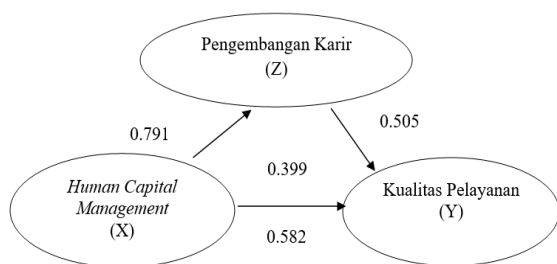 Pengembangan Karir
(Z)
0.791
0.505
0.399
Human Capital
Management
(X)
Kualitas Pelayanan
(Y)
0.582